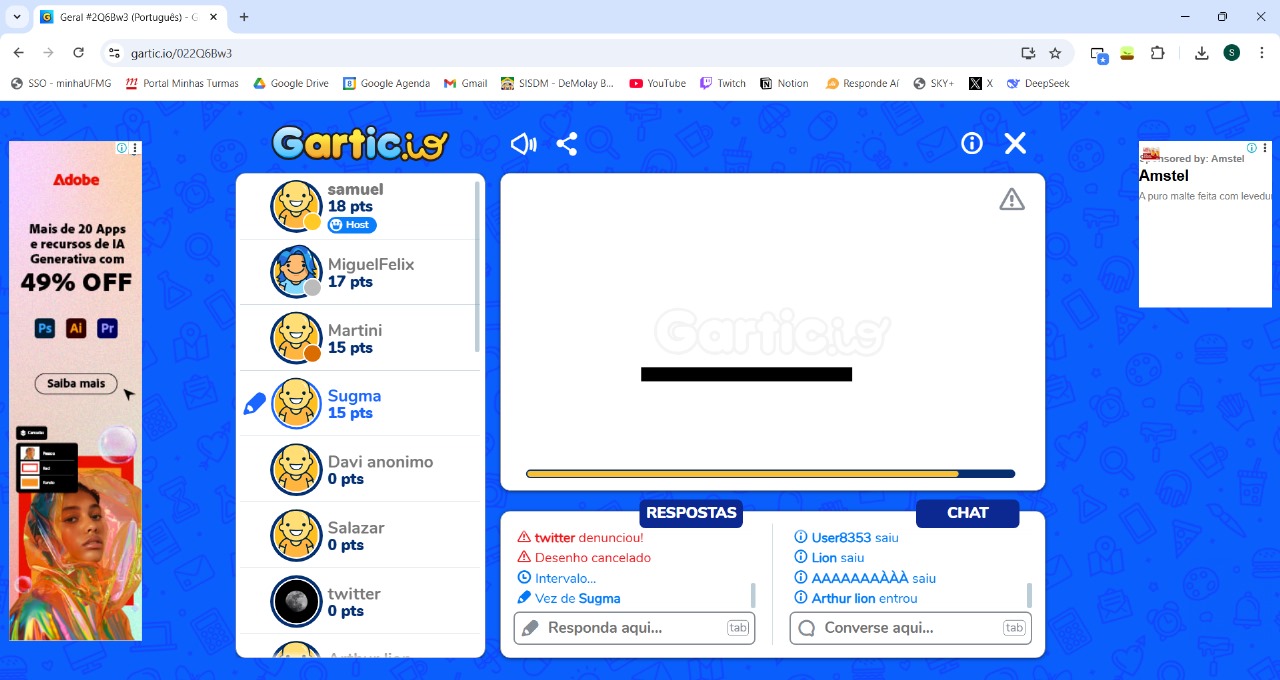 Geral #2Q6Bw3 (Português) - G
gartic.io/022Q6Bw3
S
SSO - minhaUFMG
Portal Minhas Turmas
Google Drive
Google Agenda
Gmail
SISDM - DeMolay B...
YouTube
Twitch
Notion
Responde Aí
SKY+
X
DeepSeek
Gartic.io
Adobe
Mais de 20 Apps
e recursos de IA
Generativa com
49% OFF
Ps Ai Pr
Saiba mais
samuel
18 pts
Host
MiguelFelix
17 pts
Martini
15 pts
Sugma
15 pts
Davi anonimo
0 pts
Salazar
0 pts
twitter
0 pts
Arthur lion
Gartic.io
RESPOSTAS
twitter denunciou!
Desenho cancelado
Intervalo...
Vez de Sugma
Responda aqui...
tab
CHAT
User8353 saiu
Lion saiu
AAAAAAAÀÀÀ saiu
Arthur lion entrou
Converse aqui...
tab
Sponsored by: Amstel
Amstel
A puro malte feita com levedu